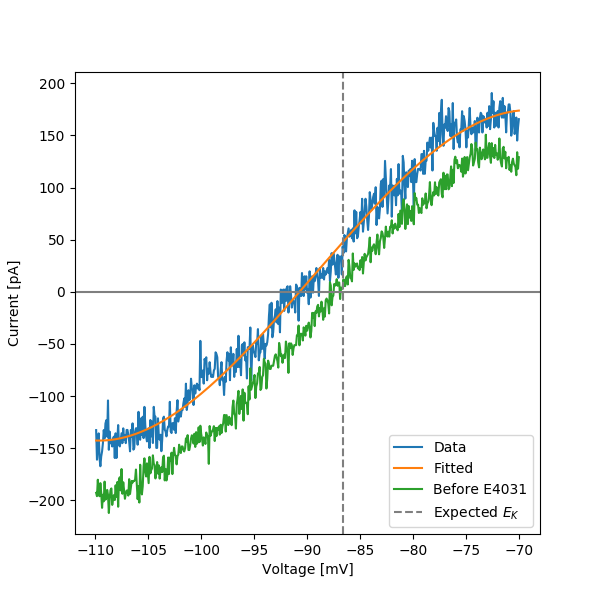 200
150
100
50
0
−50
−100
−150
−200
Current [pA]
−110 −105 −100 −95 −90 −85 −80 −75 −70
Voltage [mV]
Data
Fitted
Before E4031
Expected E_K